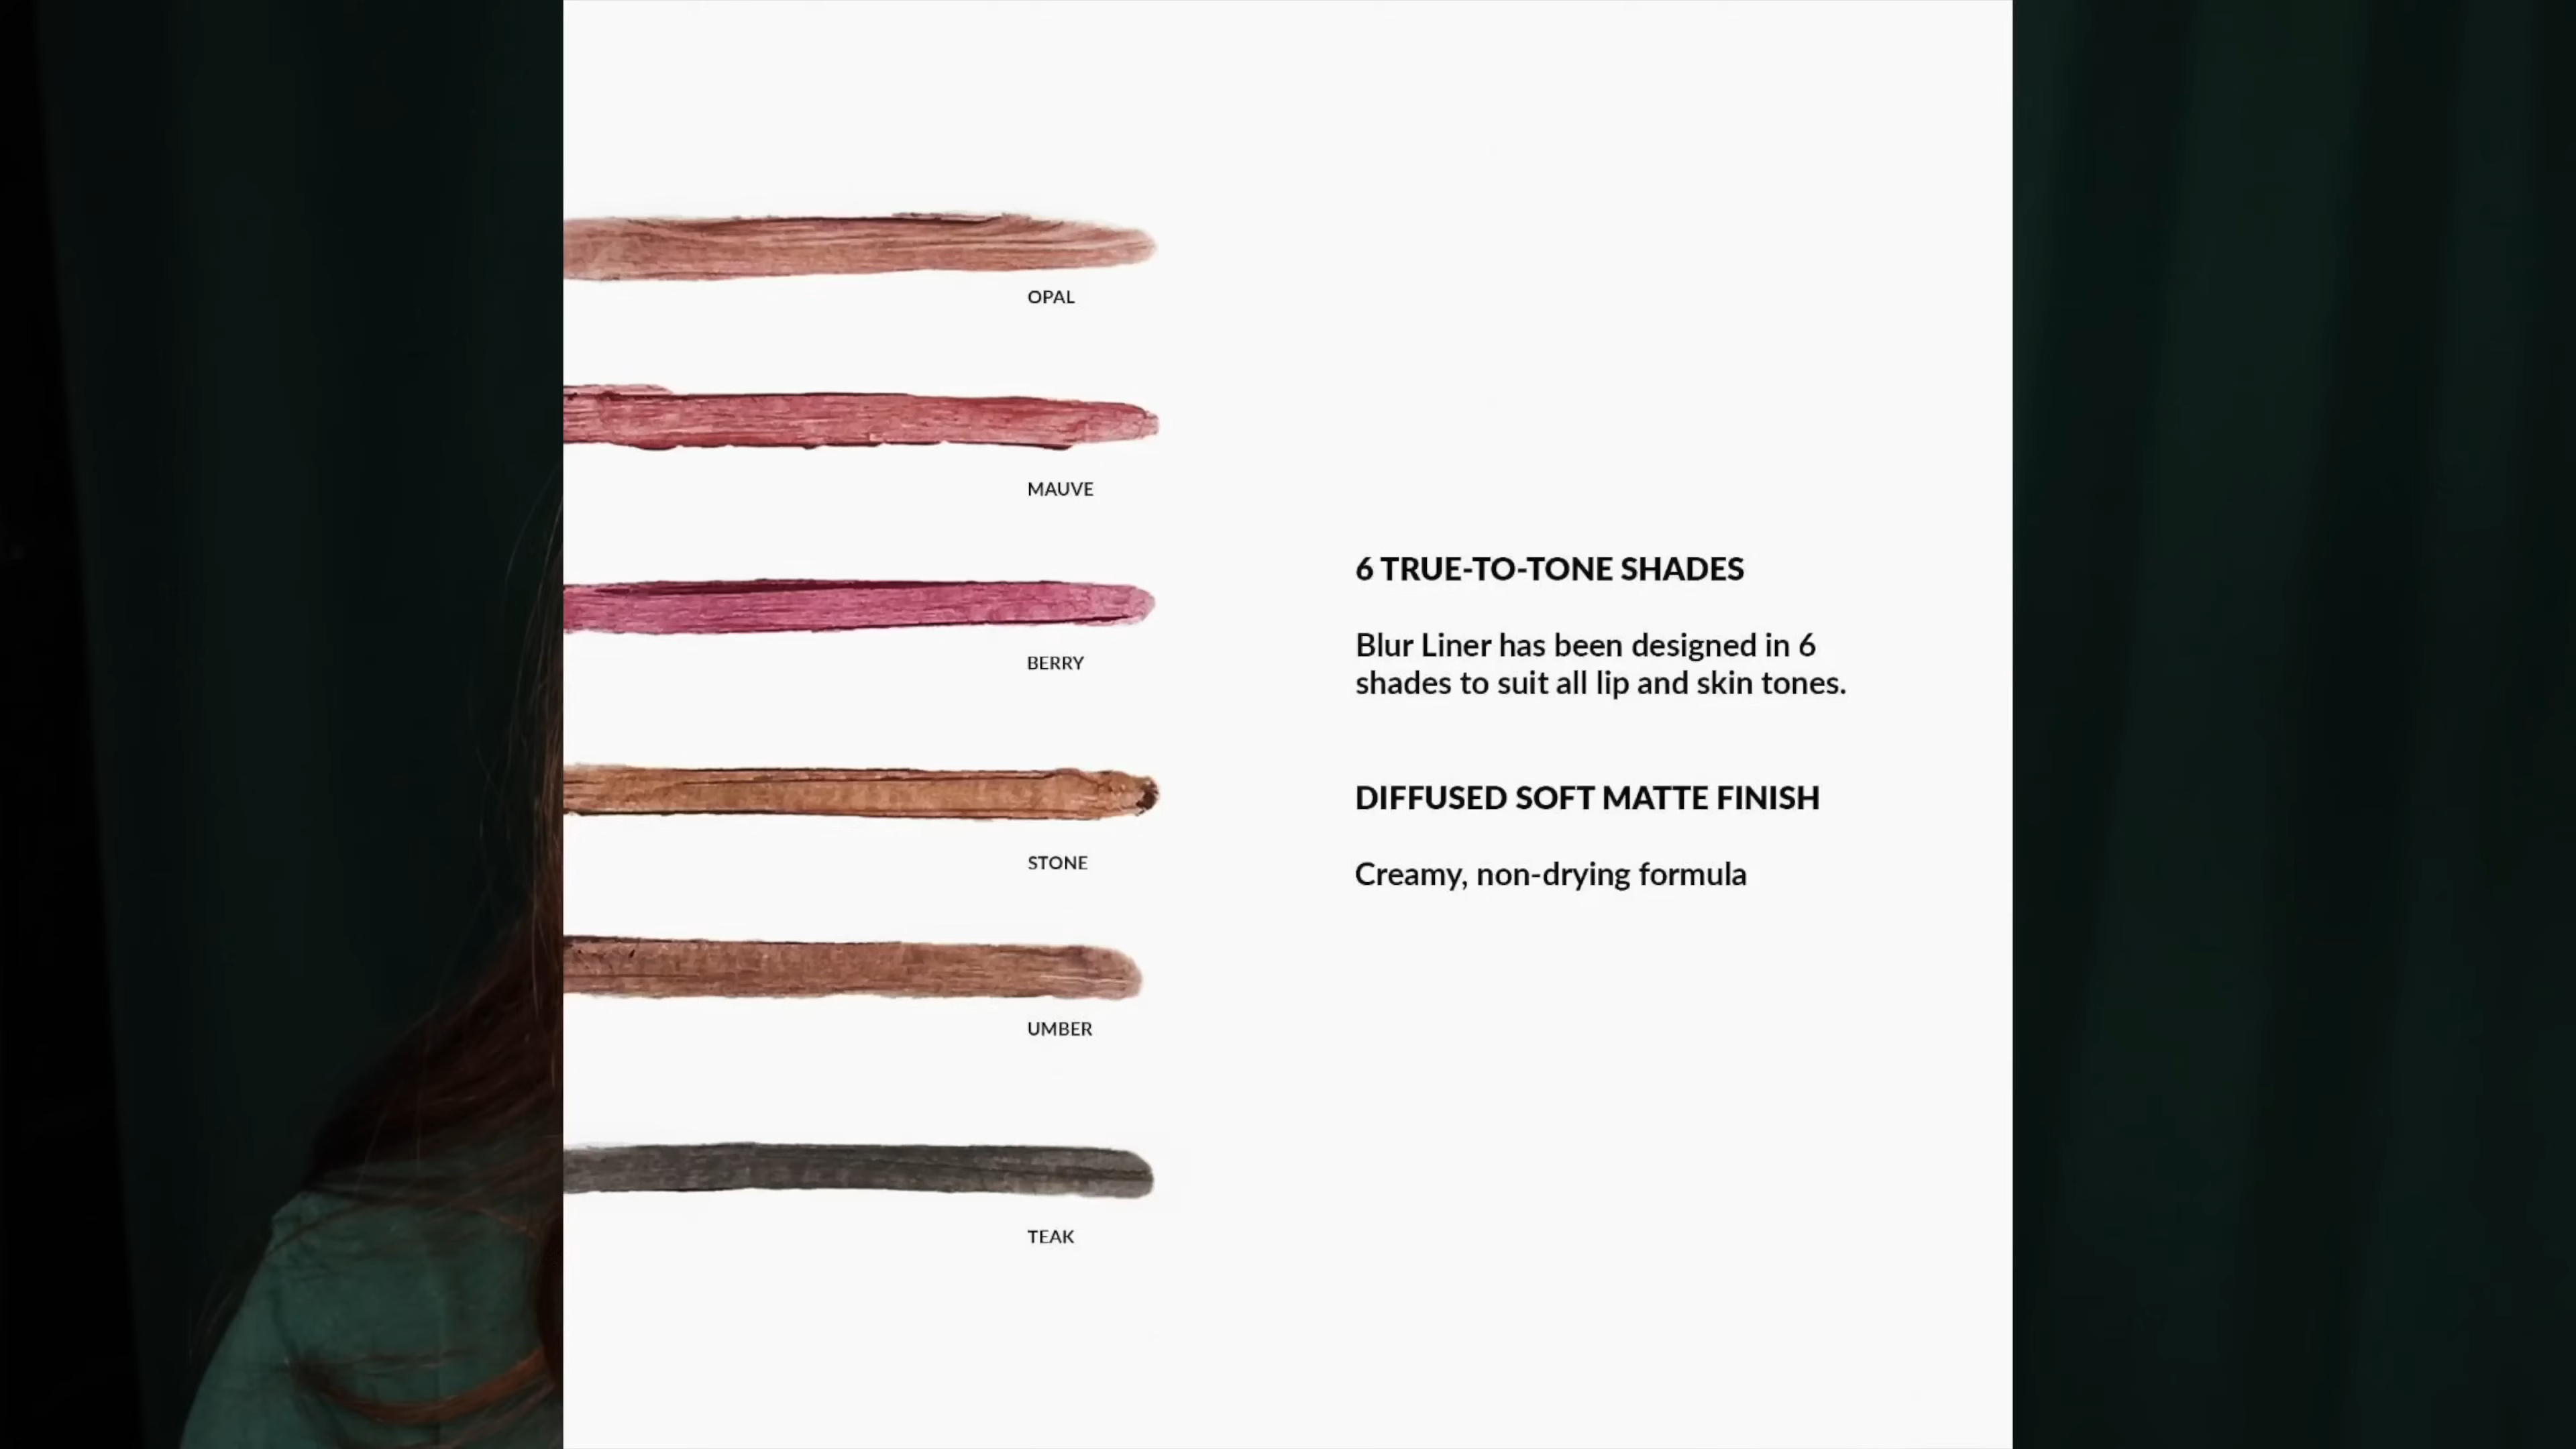 OPAL
MAUVE
BERRY
STONE
UMBER
TEAK
6 TRUE-TO-TONE SHADES
Blur Liner has been designed in 6
shades to suit all lip and skin tones.
DIFFUSED SOFT MATTE FINISH
Creamy, non-drying formula